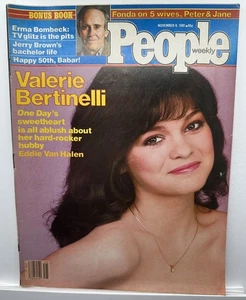 BONUS BOOK:
Fonda on 5 wives, Peter & Jane
Erma Bombeck:
TV glitz is the pits
Jerry Brown's
bachelor life
Happy 50th, Babar!
People
weekly
Valerie
Bertinelli
One Day's
sweetheart
is all ablush about
her hard-rocker
hubby
Eddie Van Halen